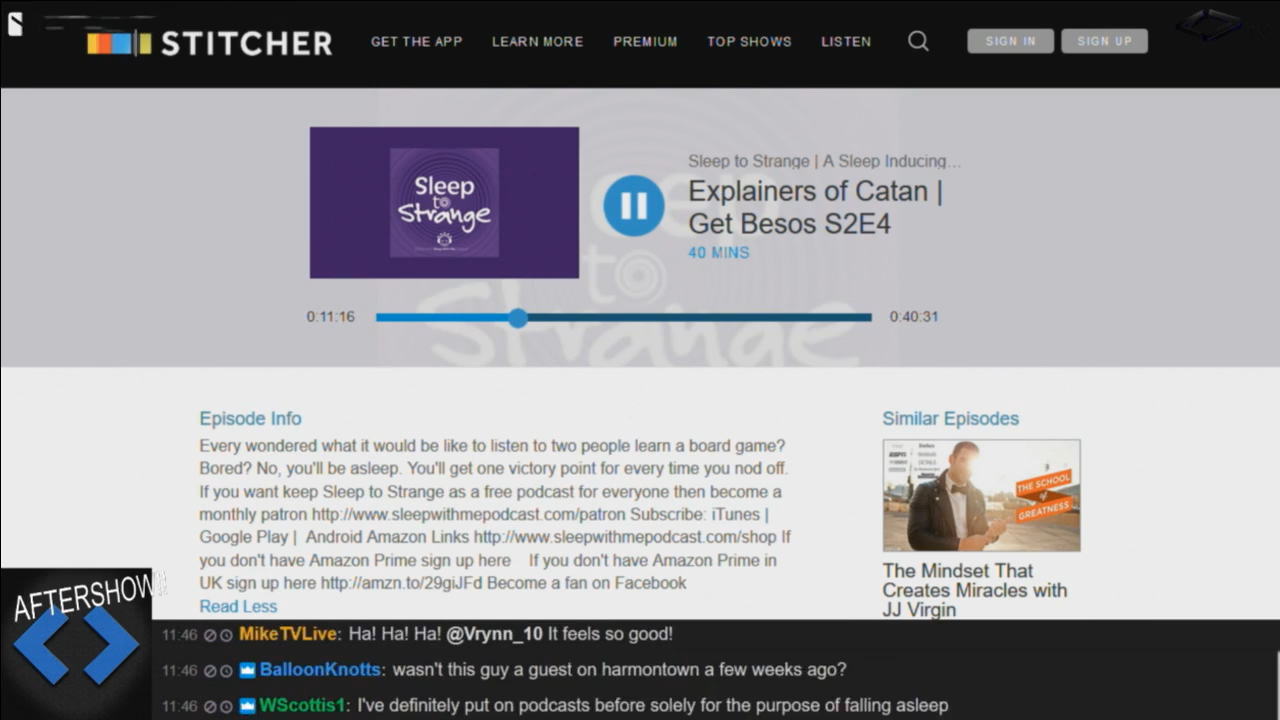 STITCHER
GET THE APP
LEARN MORE
PREMIUM
TOP SHOWS
LISTEN
SIGN IN
SIGN UP
Sleep
to
Strange
Sleep to Strange | A Sleep Inducing...
Explainers of Catan |
Get Besos S2E4
40 MINS
0:11:16
0:40:31
Episode Info
Every wondered what it would be like to listen to two people learn a board game?
Bored? No, you'll be asleep. You'll get one victory point for every time you nod off.
If you want keep Sleep to Strange as a free podcast for everyone then become a
monthly patron http://www.sleepwithmepodcast.com/patron Subscribe: iTunes |
Google Play | Android Amazon Links http://www.sleepwithmepodcast.com/shop If
you don't have Amazon Prime sign up here If you don't have Amazon Prime in
UK sign up here http://amzn.to/29giJFd Become a fan on Facebook
Read Less
Similar Episodes
THE SCHOOL
of
GREATNESS
The Mindset That
Creates Miracles with
JJ Virgin
AFTERSHOW!!
11:46 MikeTVLive: Ha! Ha! Ha! @Vrynn_10 It feels so good!
11:46 BalloonKnotts: wasn't this guy a guest on harmontown a few weeks ago?
11:46 WScottis1: I've definitely put on podcasts before solely for the purpose of falling asleep